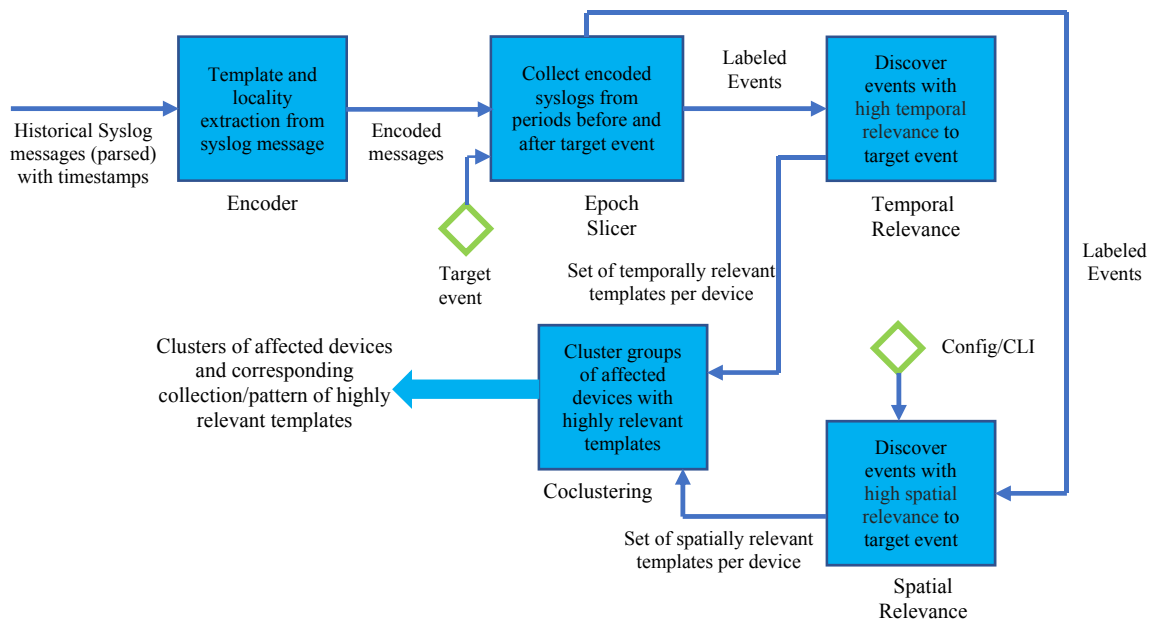 Historical Syslog
messages (parsed)
with timestamps
Template and
locality
extraction from
syslog message
Encoder
Encoded
messages
Collect encoded
syslogs from
periods before and
after target event
Epoch
Slicer
Target
event
Labeled
Events
Discover
events with
high temporal
relevance to
target event
Temporal
Relevance
Labeled
Events
Set of temporally relevant
templates per device
Config/CLI
Clusters of affected devices
and corresponding
collection/pattern of highly
relevant templates
Cluster groups
of affected
devices with
highly relevant
templates
Coclustering
Discover
events with
high spatial
relevance to
target event
Set of spatially relevant
templates per device
Spatial
Relevance